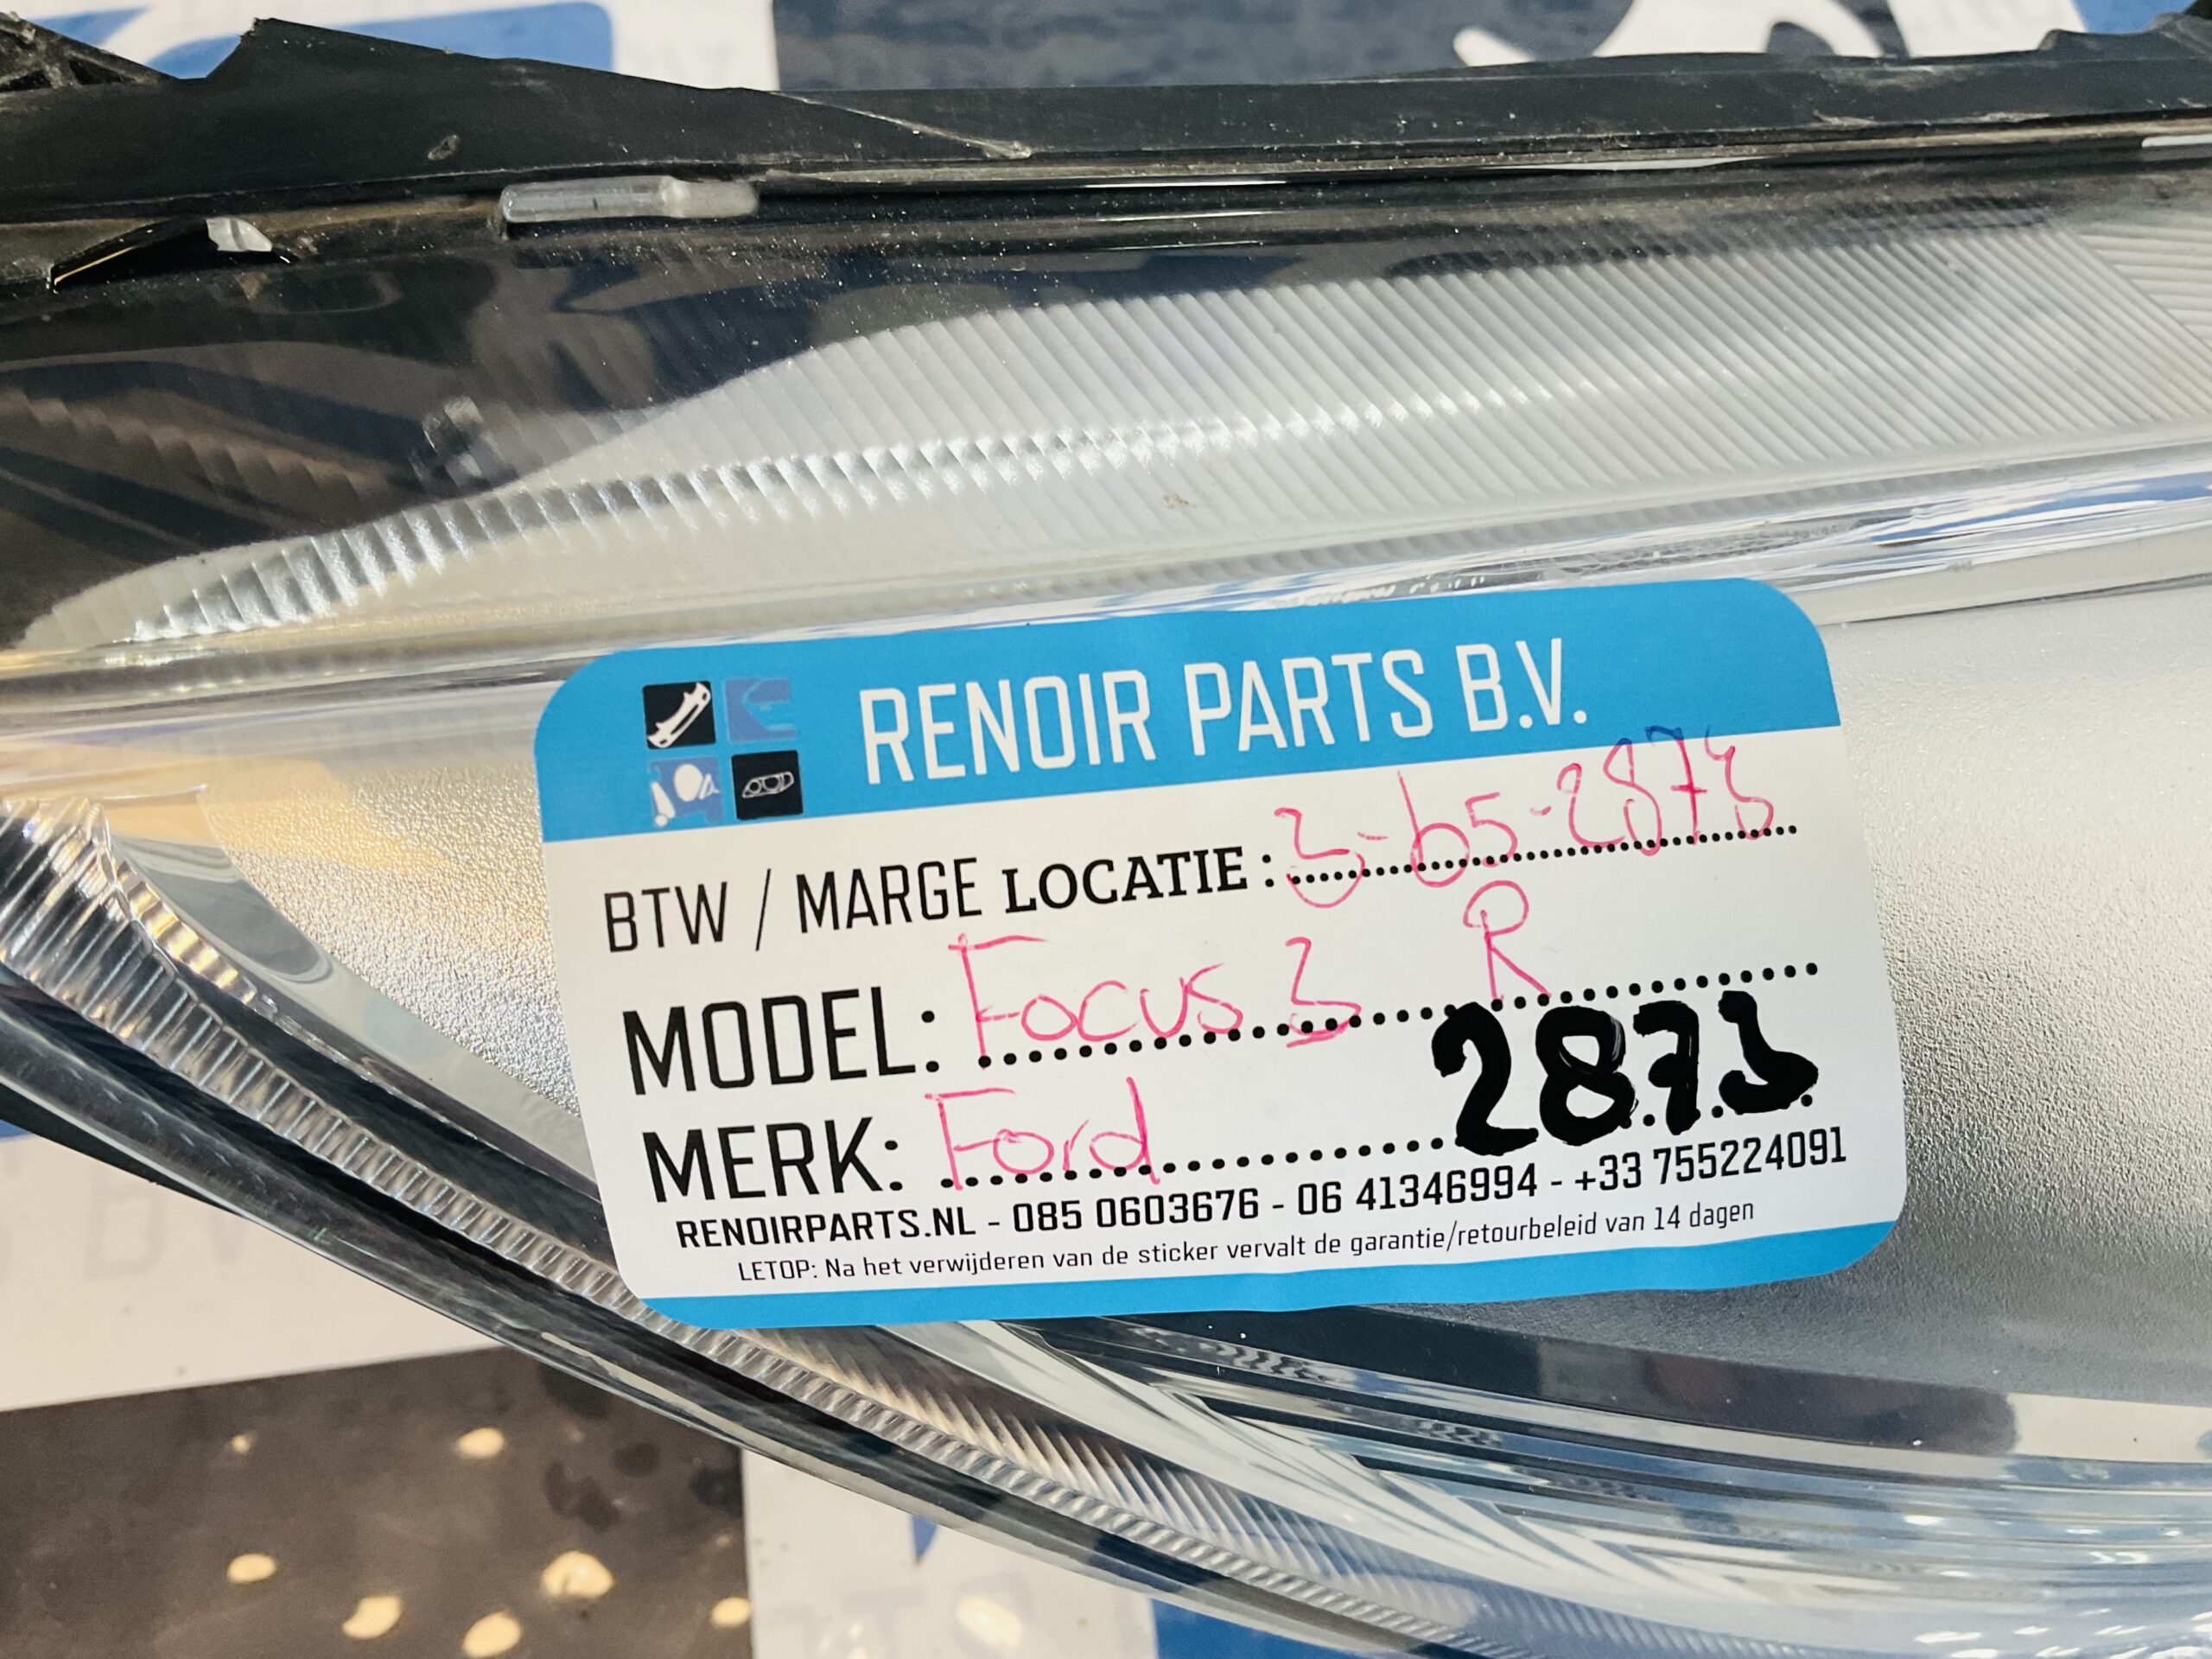 RENOIR PARTS B.V.
BTW / MARGE LOCATIE : 3-b5-2873
MODEL: Focus 3 R
MERK: Ford 2873
RENOIRPARTS.NL - 085 0603676 - 06 41346994 - +33 755224091
LETOP: Na het verwijderen van de sticker vervalt de garantie/retourbeleid van 14 dagen